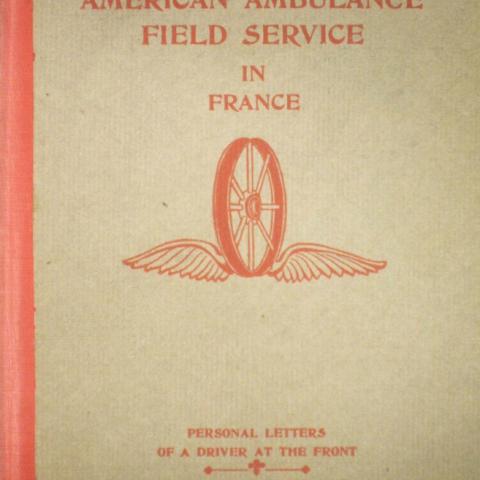 AMERICAN AMBULANCE
FIELD SERVICE
IN
FRANCE
PERSONAL LETTERS
OF A DRIVER AT THE FRONT